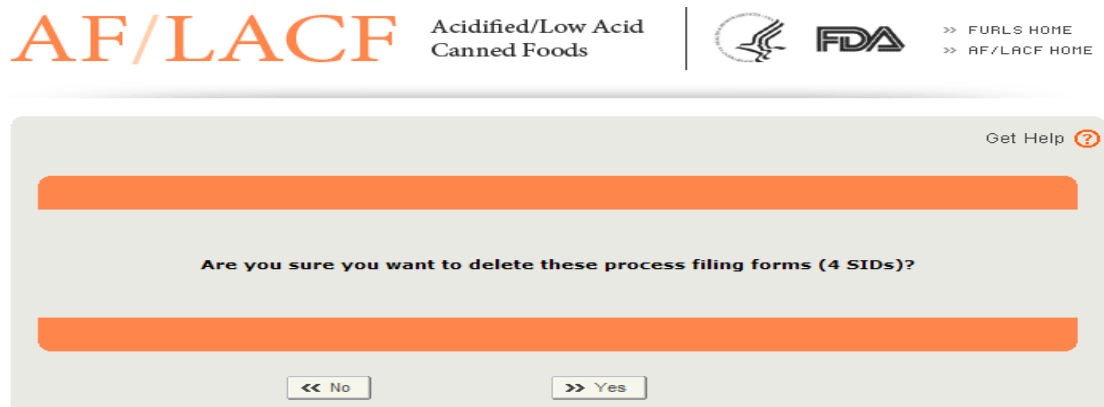 AF/LACF
Acidified/Low Acid
Canned Foods
FDA
>> FURLS HOME
>> AF/LACF HOME
Get Help ?
Are you sure you want to delete these process filing forms (4 SIDs)?
<< No
>> Yes